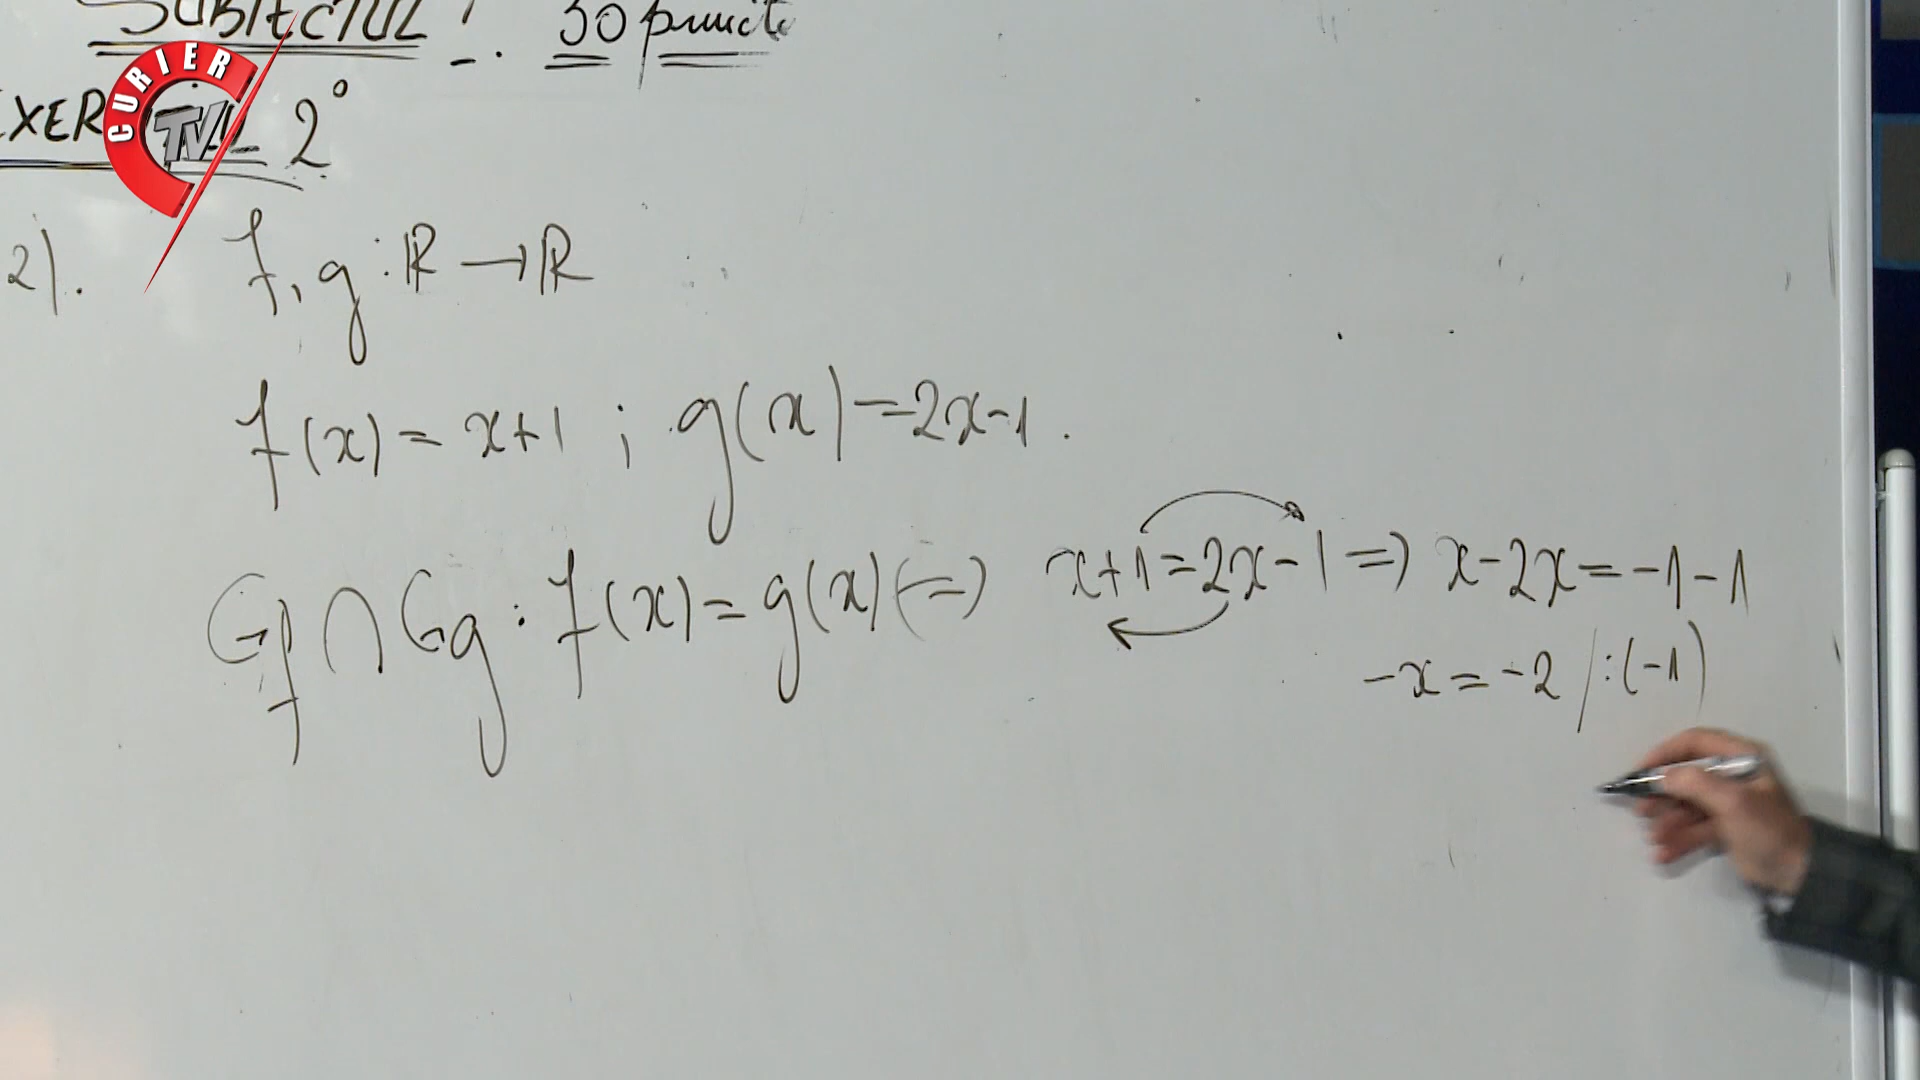 SUBIECTUL I. 30 puncte
CURIER TV
2°
2). f, g : ℝ → ℝ
f(x) = x+1 ; g(x) = 2x-1.
x+1=2x-1 => x-2x=-1-1
Gf ∩ Gg : f(x) = g(x) (=)
-x = -2 /:(-1)